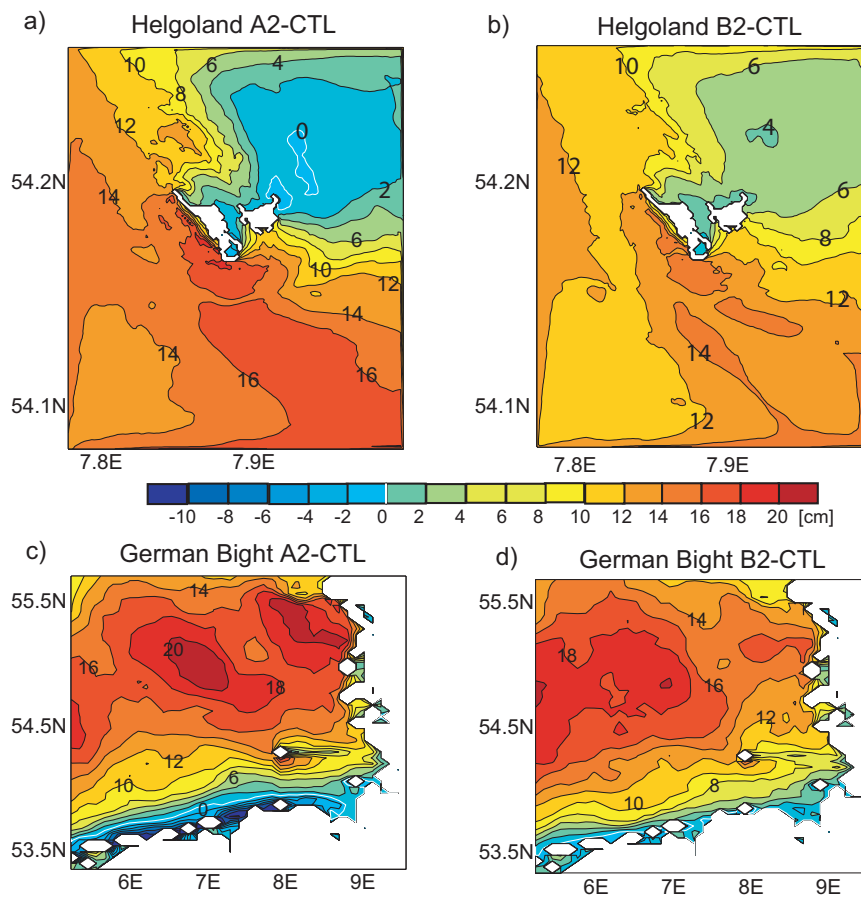 a) Helgoland A2-CTL
b) Helgoland B2-CTL
10 6 4
8
12
0
54.2N
14
2
6
10
12
14
14
16
16
54.1N
7.8E 7.9E
10 6
4
12
6
8
12
14
12
7.8E 7.9E
-10 -8 -6 -4 -2 0 2 4 6 8 10 12 14 16 18 20 [cm]
c) German Bight A2-CTL
d) German Bight B2-CTL
55.5N
14
20
16
18
54.5N
12
10
6
0
53.5N
6E 7E 8E 9E
55.5N
14
18
16
54.5N
12
8
10
53.5N
6E 7E 8E 9E